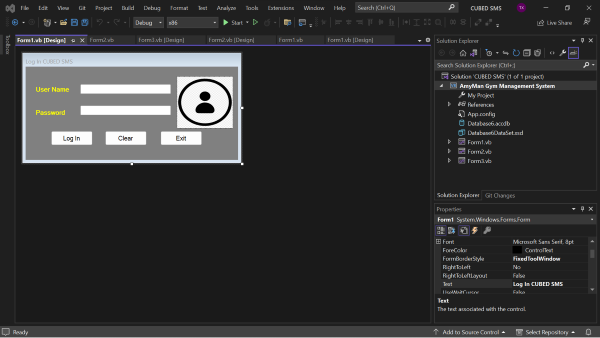 File Edit View Git Project Build Debug Format Test Analyze Tools Extensions Window Help Search CUBED SMS TX
Debug x86 Start Live Share
Toolbox
Form1.vb [Design] Form2.vb Form3.vb [Design] Form2.vb [Design] Form1.vb Form1.vb [Design]
Log In CUBED SMS
User Name
Password
Log In Clear Exit
Solution Explorer
Search Solution Explorer (Ctrl+;)
Solution 'CUBED SMS' (1 of 1 project)
AmyMan Gym Management System
My Project
References
App.config
Database6.accdb
Database6DataSet.xsd
Form1.vb
Form2.vb
Form3.vb
Solution Explorer Git Changes
Properties
Form1 System.Windows.Forms.Form
Font Microsoft Sans Serif, 8pt
ForeColor ControlText
FormBorderStyle FixedToolWindow
RightToLeft No
RightToLeftLayout False
Text Log In CUBED SMS
UseWaitCursor False
Text
The text associated with the control.
Ready Add to Source Control Select Repository